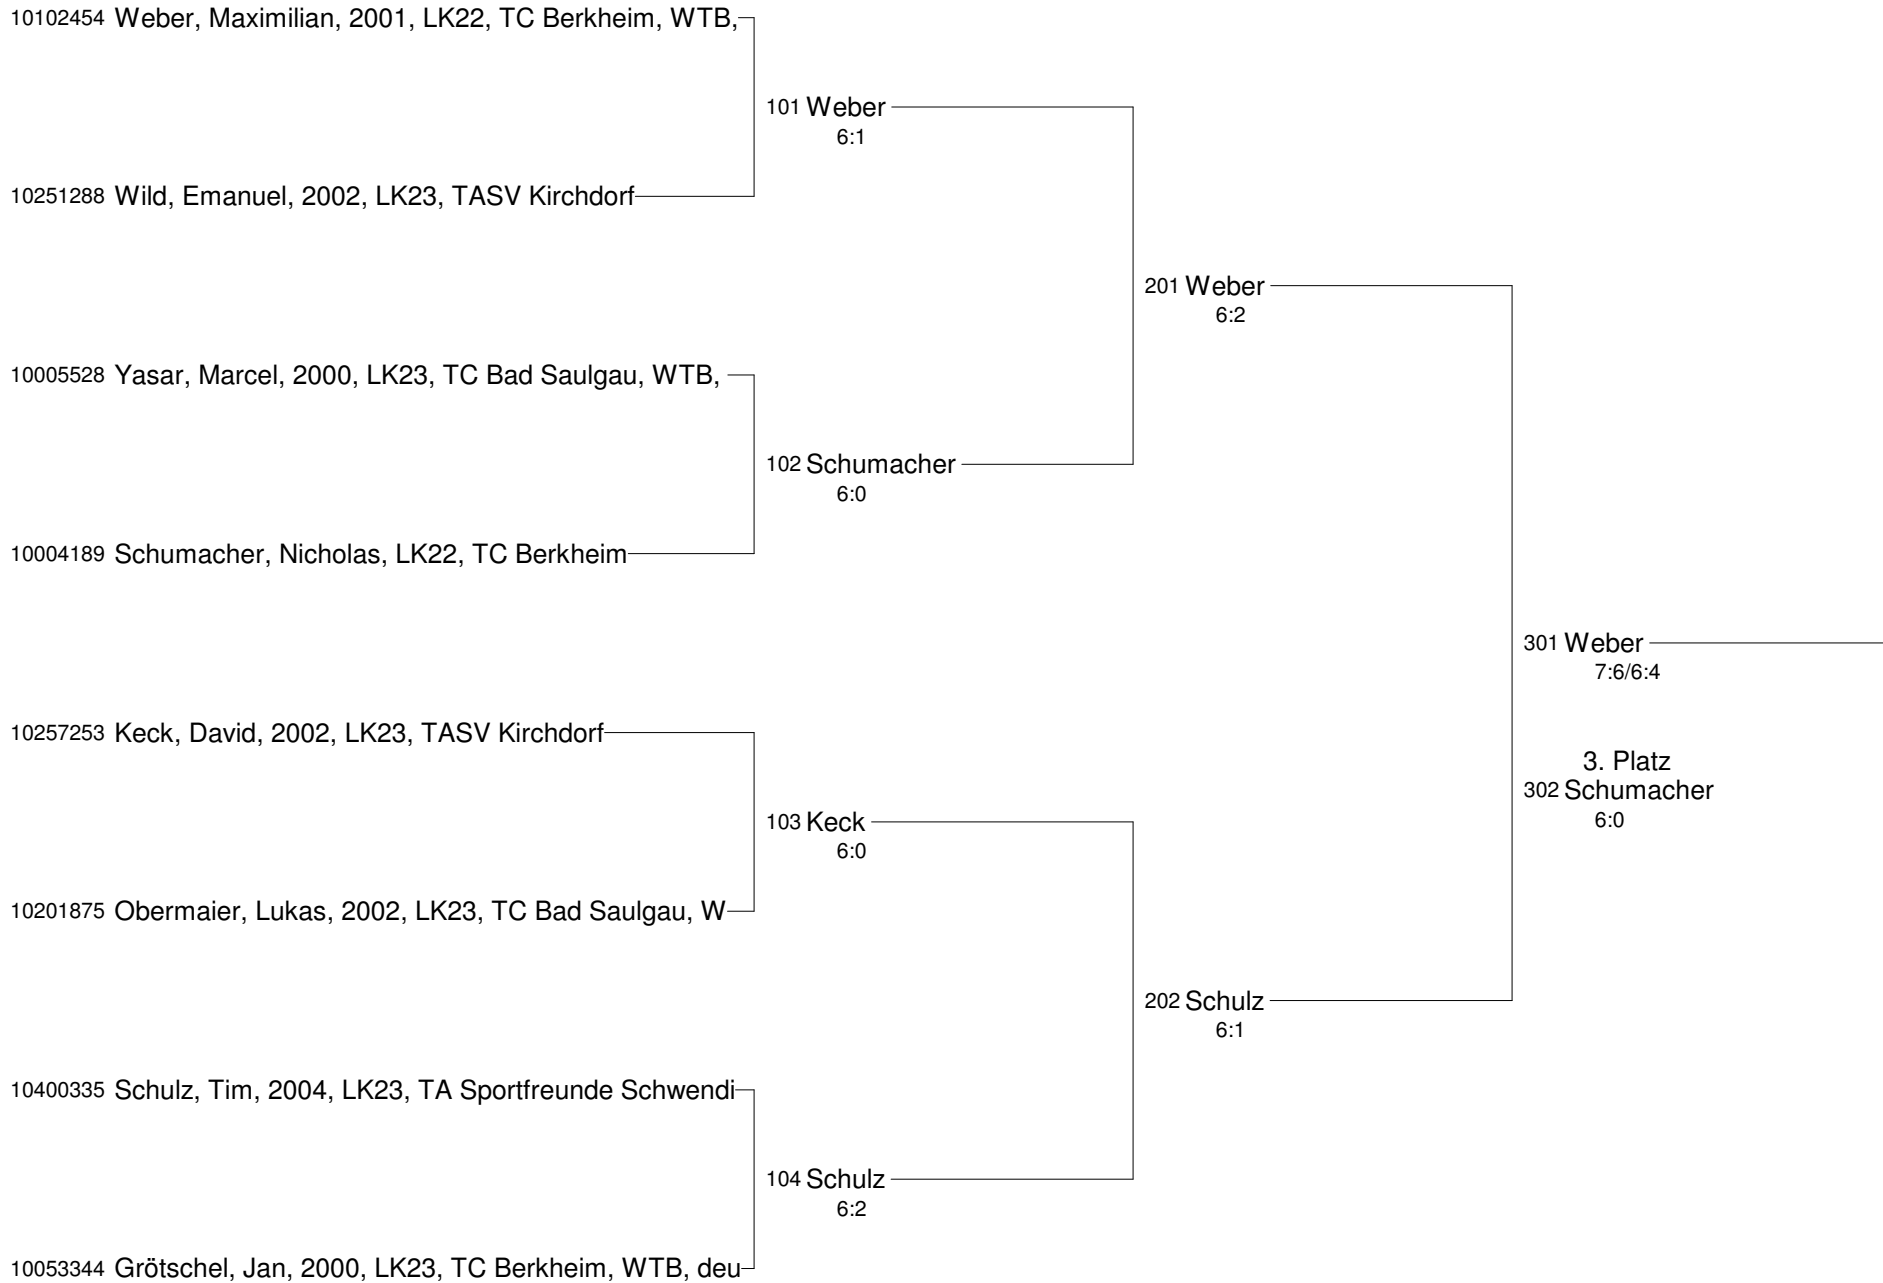 10102454 Weber, Maximilian, 2001, LK22, TC Berkheim, WTB,
101 Weber
6:1
10251288 Wild, Emanuel, 2002, LK23, TASV Kirchdorf
201 Weber
6:2
10005528 Yasar, Marcel, 2000, LK23, TC Bad Saulgau, WTB,
102 Schumacher
6:0
10004189 Schumacher, Nicholas, LK22, TC Berkheim
301 Weber
7:6/6:4
10257253 Keck, David, 2002, LK23, TASV Kirchdorf
3. Platz
302 Schumacher
6:0
103 Keck
6:0
10201875 Obermaier, Lukas, 2002, LK23, TC Bad Saulgau, W
202 Schulz
6:1
10400335 Schulz, Tim, 2004, LK23, TA Sportfreunde Schwendi
104 Schulz
6:2
10053344 Grötschel, Jan, 2000, LK23, TC Berkheim, WTB, deu